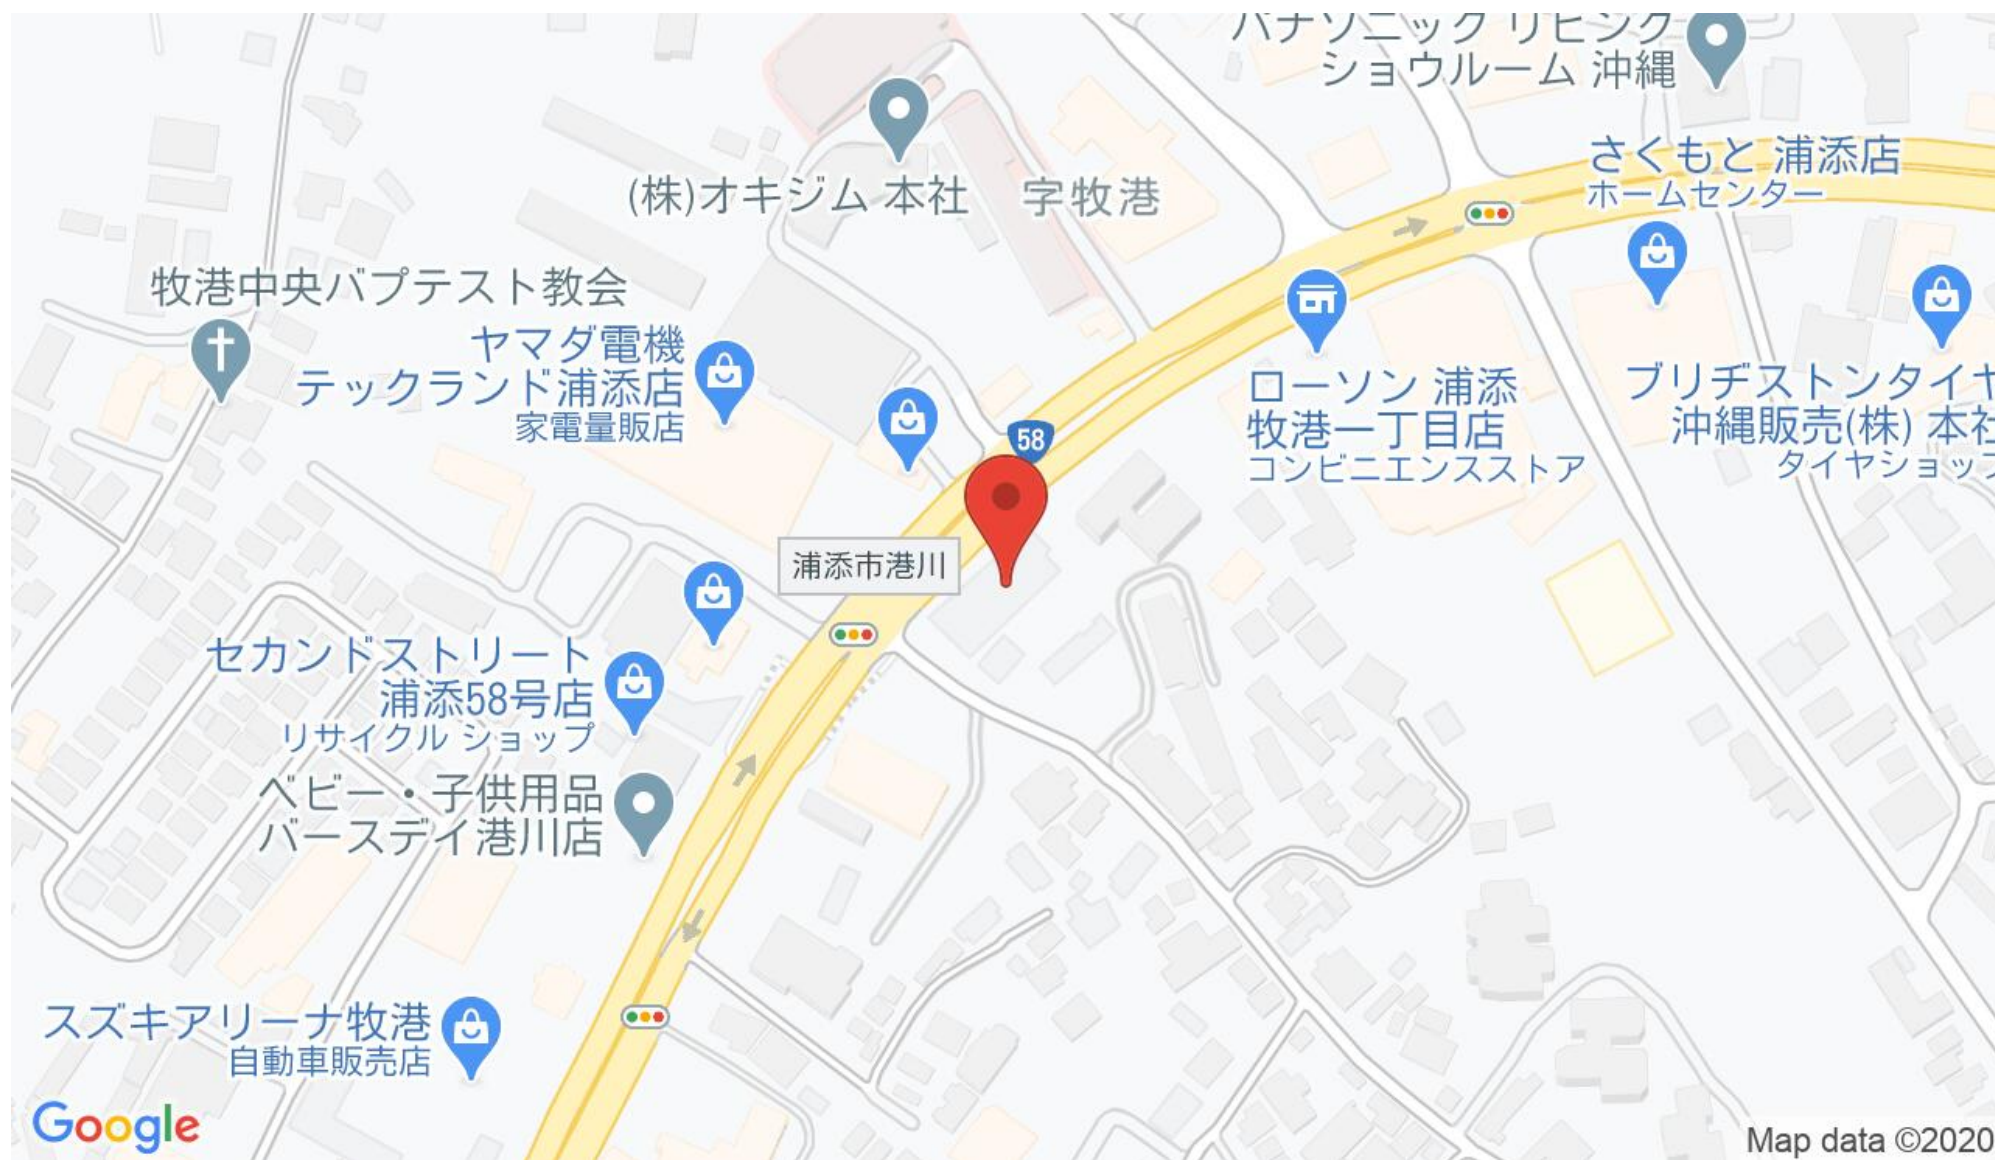 パナソニック リビング
ショウルーム 沖縄
さくもと 浦添店
ホームセンター
(株)オキジム 本社
字牧港
牧港中央バプテスト教会
ヤマダ電機
テックランド浦添店
家電量販店
58
ローソン 浦添
牧港一丁目店
コンビニエンスストア
ブリヂストンタイヤ
沖縄販売(株) 本社
タイヤショップ
浦添市港川
セカンドストリート
浦添58号店
リサイクル ショップ
ベビー・子供用品
バースデイ港川店
スズキアリーナ牧港
自動車販売店
Google
Map data ©2020